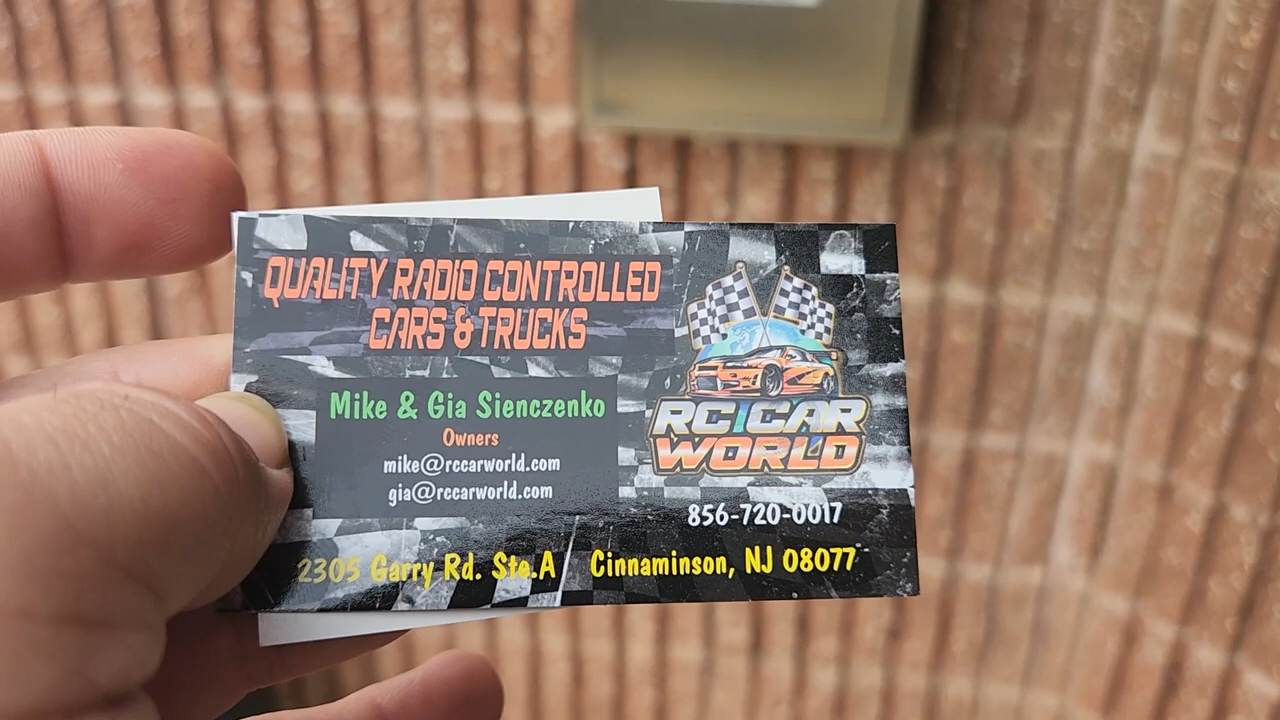 QUALITY RADIO CONTROLLED
CARS & TRUCKS
Mike & Gia Sienczenko
Owners
mike@rccarworld.com
gia@rccarworld.com
RC CAR
WORLD
856-720-0017
2305 Garry Rd. Ste.A Cinnaminson, NJ 08077